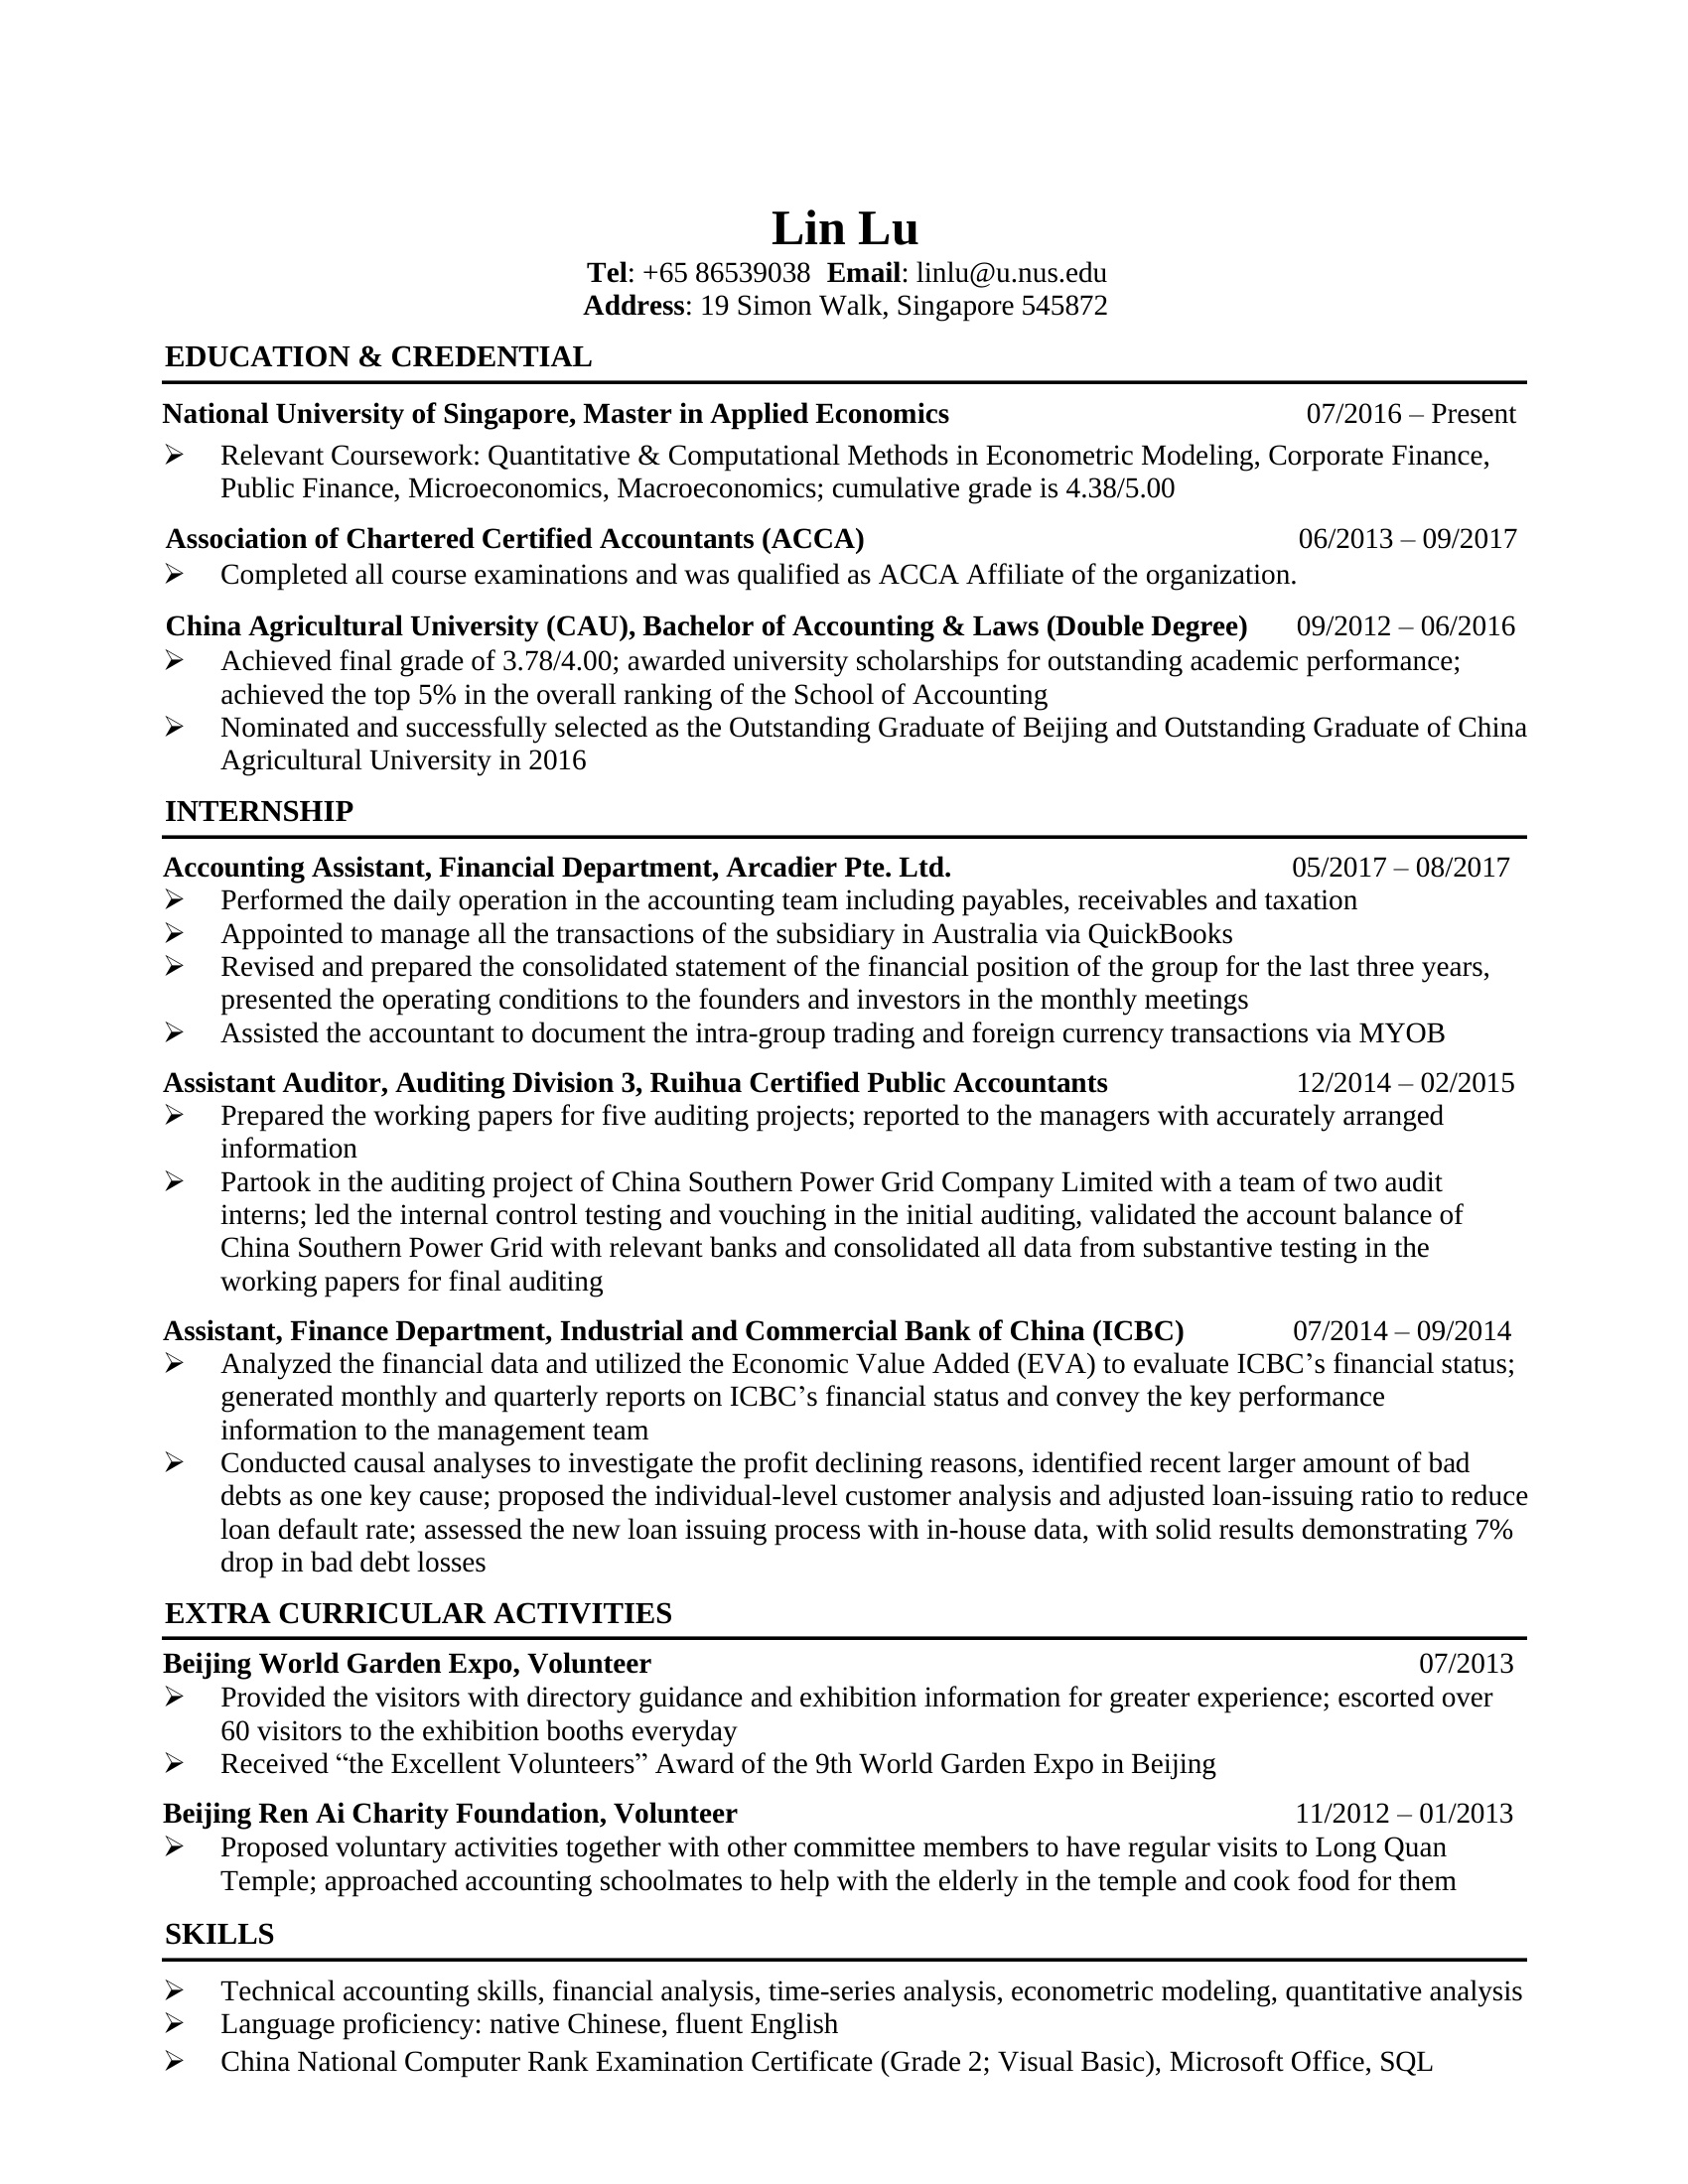 Lin Lu
Tel: +65 86539038  Email: linlu@u.nus.edu
Address: 19 Simon Walk, Singapore 545872
EDUCATION & CREDENTIAL
National University of Singapore, Master in Applied Economics 07/2016 – Present
➢ Relevant Coursework: Quantitative & Computational Methods in Econometric Modeling, Corporate Finance,
Public Finance, Microeconomics, Macroeconomics; cumulative grade is 4.38/5.00
Association of Chartered Certified Accountants (ACCA) 06/2013 – 09/2017
➢ Completed all course examinations and was qualified as ACCA Affiliate of the organization.
China Agricultural University (CAU), Bachelor of Accounting & Laws (Double Degree) 09/2012 – 06/2016
➢ Achieved final grade of 3.78/4.00; awarded university scholarships for outstanding academic performance;
achieved the top 5% in the overall ranking of the School of Accounting
➢ Nominated and successfully selected as the Outstanding Graduate of Beijing and Outstanding Graduate of China
Agricultural University in 2016
INTERNSHIP
Accounting Assistant, Financial Department, Arcadier Pte. Ltd. 05/2017 – 08/2017
➢ Performed the daily operation in the accounting team including payables, receivables and taxation
➢ Appointed to manage all the transactions of the subsidiary in Australia via QuickBooks
➢ Revised and prepared the consolidated statement of the financial position of the group for the last three years,
presented the operating conditions to the founders and investors in the monthly meetings
➢ Assisted the accountant to document the intra-group trading and foreign currency transactions via MYOB
Assistant Auditor, Auditing Division 3, Ruihua Certified Public Accountants 12/2014 – 02/2015
➢ Prepared the working papers for five auditing projects; reported to the managers with accurately arranged
information
➢ Partook in the auditing project of China Southern Power Grid Company Limited with a team of two audit
interns; led the internal control testing and vouching in the initial auditing, validated the account balance of
China Southern Power Grid with relevant banks and consolidated all data from substantive testing in the
working papers for final auditing
Assistant, Finance Department, Industrial and Commercial Bank of China (ICBC) 07/2014 – 09/2014
➢ Analyzed the financial data and utilized the Economic Value Added (EVA) to evaluate ICBC’s financial status;
generated monthly and quarterly reports on ICBC’s financial status and convey the key performance
information to the management team
➢ Conducted causal analyses to investigate the profit declining reasons, identified recent larger amount of bad
debts as one key cause; proposed the individual-level customer analysis and adjusted loan-issuing ratio to reduce
loan default rate; assessed the new loan issuing process with in-house data, with solid results demonstrating 7%
drop in bad debt losses
EXTRA CURRICULAR ACTIVITIES
Beijing World Garden Expo, Volunteer 07/2013
➢ Provided the visitors with directory guidance and exhibition information for greater experience; escorted over
60 visitors to the exhibition booths everyday
➢ Received “the Excellent Volunteers” Award of the 9th World Garden Expo in Beijing
Beijing Ren Ai Charity Foundation, Volunteer 11/2012 – 01/2013
➢ Proposed voluntary activities together with other committee members to have regular visits to Long Quan
Temple; approached accounting schoolmates to help with the elderly in the temple and cook food for them
SKILLS
➢ Technical accounting skills, financial analysis, time-series analysis, econometric modeling, quantitative analysis
➢ Language proficiency: native Chinese, fluent English
➢ China National Computer Rank Examination Certificate (Grade 2; Visual Basic), Microsoft Office, SQL